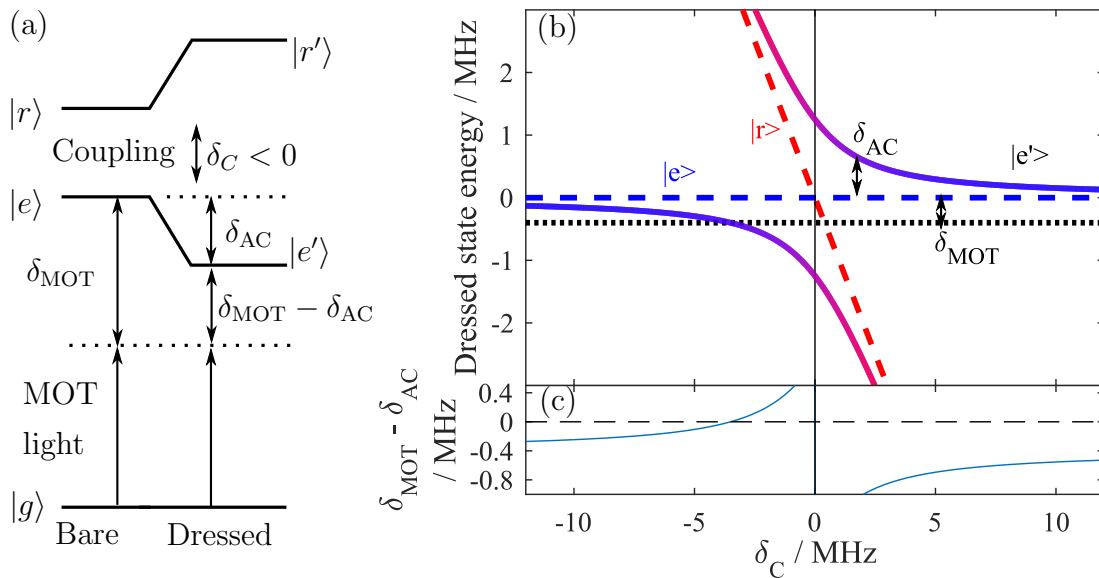 (a)
|r'⟩
|r⟩
Coupling
δ_C < 0
|e⟩
δ_AC
|e'⟩
δ_MOT
δ_MOT − δ_AC
MOT
light
|g⟩
Bare
Dressed
(b)
Dressed state energy / MHz
2
1
0
-1
-2
|r>
|e>
δ_AC
|e'>
δ_MOT
(c)
δ_MOT - δ_AC
/ MHz
0.4
0
-0.4
-0.8
-10 -5 0 5 10
δ_C / MHz